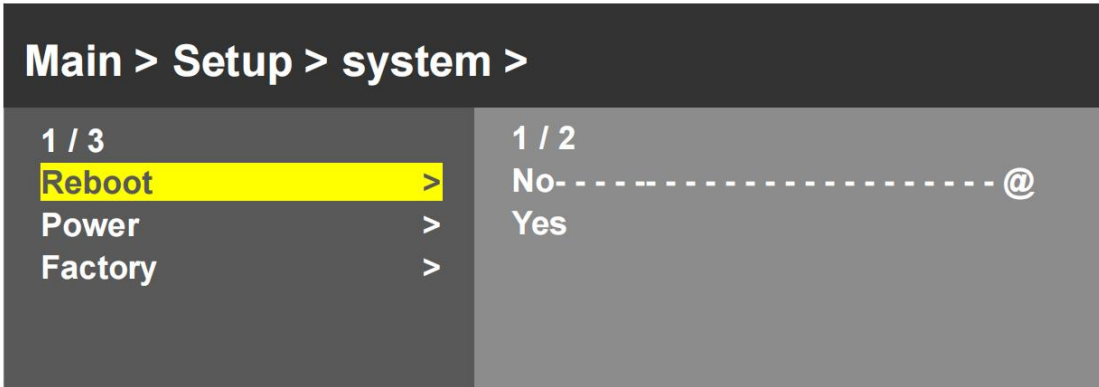 Main > Setup > system >
1 / 3
Reboot >
Power >
Factory >
1 / 2
No- - - - -- - - - - - - - - - - - - - - - - - @
Yes